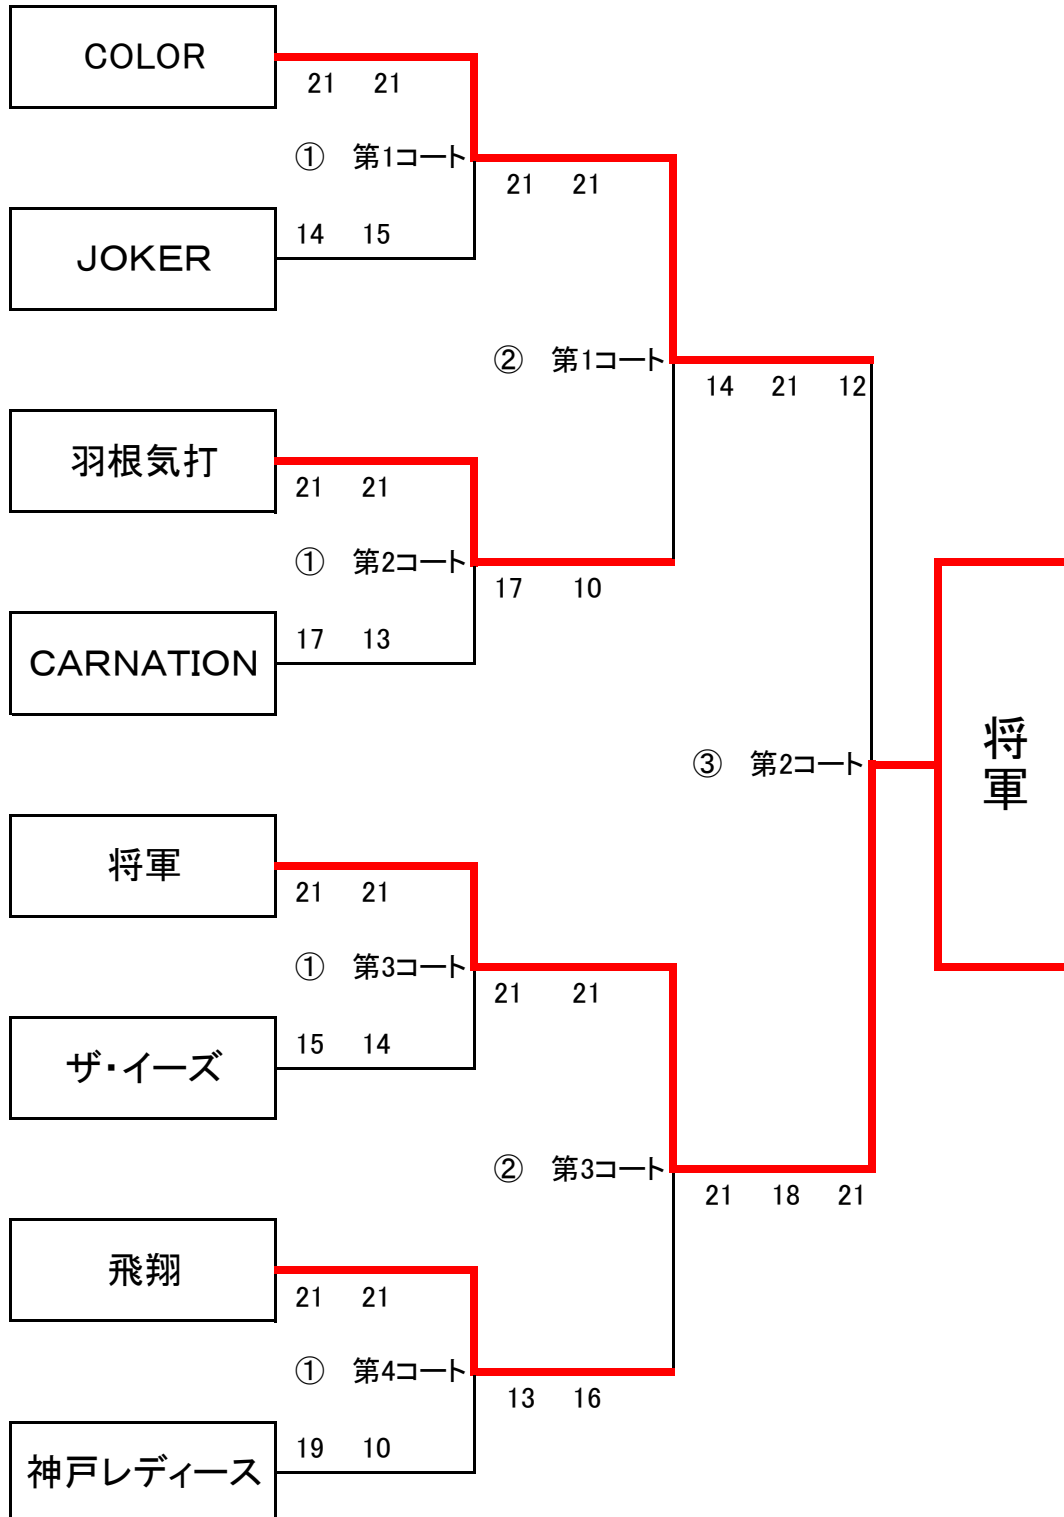 COLOR
21 21
① 第1コート
21 21
14 15
JOKER
② 第1コート
14 21 12
羽根気打
21 21
① 第2コート
17 10
17 13
CARNATION
③ 第2コート
将軍
将軍
21 21
① 第3コート
21 21
15 14
ザ・イーズ
② 第3コート
21 18 21
飛翔
21 21
① 第4コート
13 16
19 10
神戸レディース